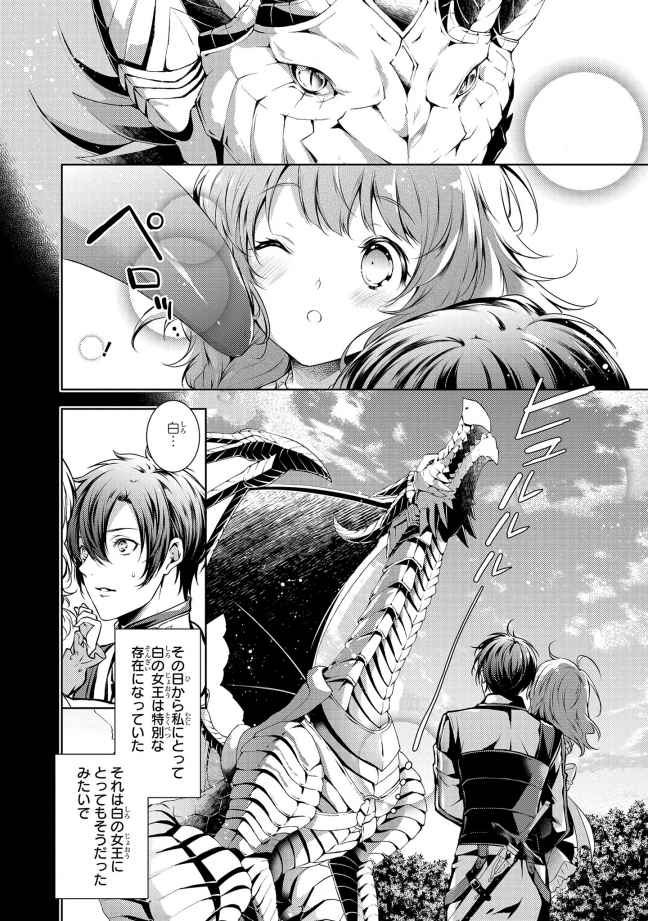 ペロッ
…!
ヒュルルルル
白…
その日から私にとって
白の女王は特別な
存在になっていた
それは白の女王に
とってもそうだった
みたいで